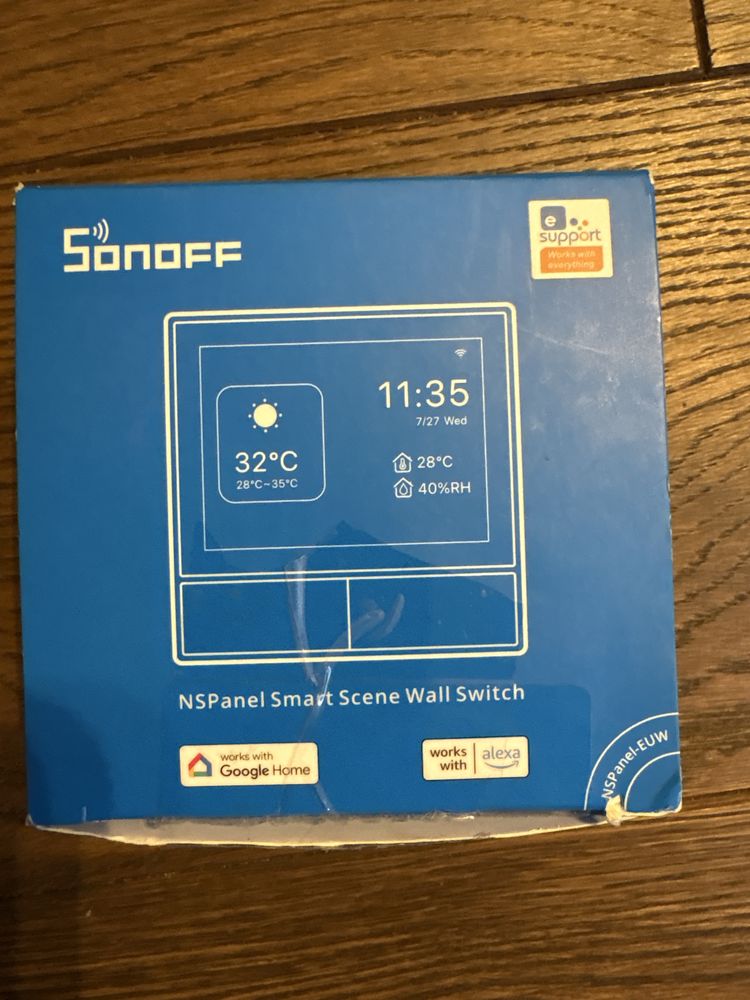 SONOFF
e
support
Works with
everything
11:35
7/27 Wed
32°C
28°C~35°C
28°C
40%RH
NSPanel Smart Scene Wall Switch
works with
Google Home
works
with
alexa
NSPanel-EUW